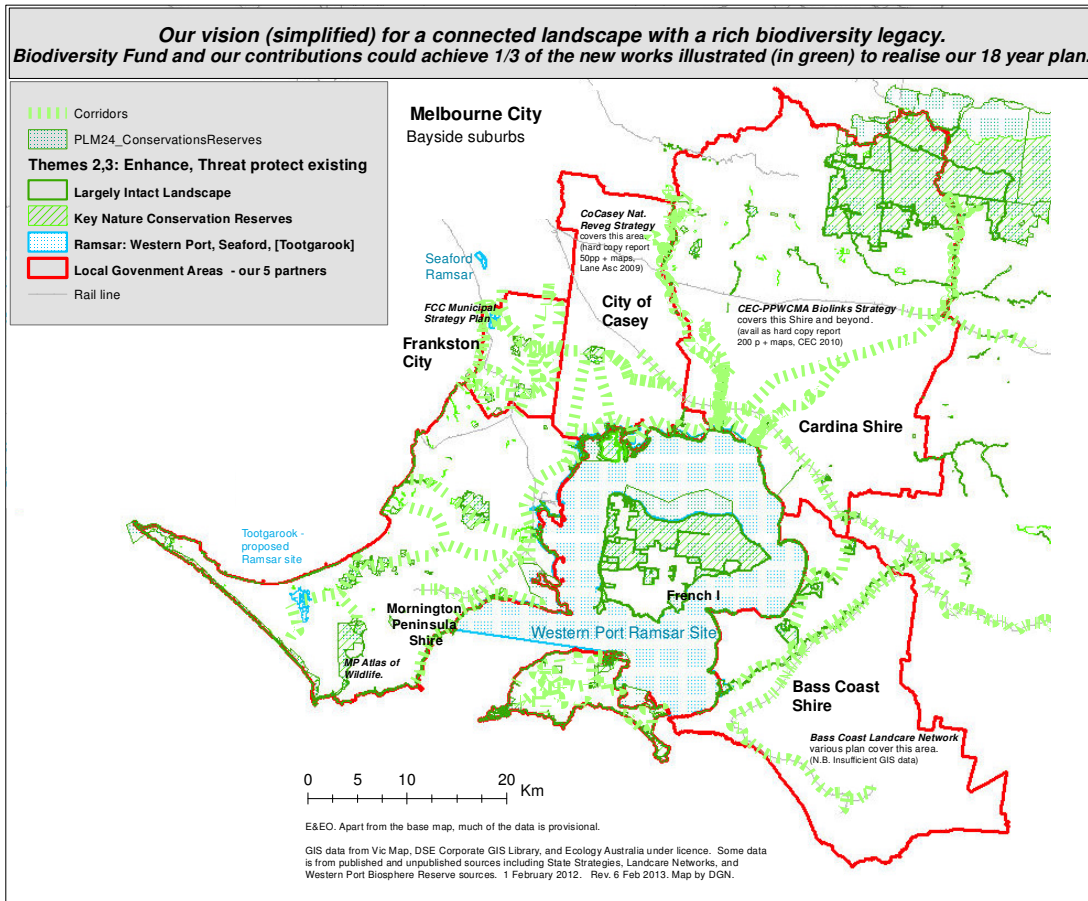 Our vision (simplified) for a connected landscape with a rich biodiversity legacy.
Biodiversity Fund and our contributions could achieve 1/3 of the new works illustrated (in green) to realise our 18 year plan.
Corridors
PLM24_ConservationsReserves
Themes 2,3: Enhance, Threat protect existing
Largely Intact Landscape
Key Nature Conservation Reserves
Ramsar: Western Port, Seaford, [Tootgarook]
Local Govenment Areas - our 5 partners
Rail line
Melbourne City
Bayside suburbs
CoCasey Nat.
Reveg Strategy
covers this area.
(hard copy report
50pp + maps,
Lane Asc 2009)
Seaford
Ramsar
FCC Municipal
Strategy Plan
Frankston
City
City of
Casey
CEC-PPWCMA Biolinks Strategy
covers this Shire and beyond.
(avail as hard copy report
200 p + maps, CEC 2010)
Cardina Shire
Tootgarook -
proposed
Ramsar site
Mornington
Peninsula
Shire
MP Atlas of
Wildlife.
French I
Western Port Ramsar Site
Bass Coast
Shire
Bass Coast Landcare Network
various plan cover this area.
(N.B. Insufficient GIS data)
0 5 10 20
Km
E&EO. Apart from the base map, much of the data is provisional.
GIS data from Vic Map, DSE Corporate GIS Library, and Ecology Australia under licence. Some data
is from published and unpublished sources including State Strategies, Landcare Networks, and
Western Port Biosphere Reserve sources. 1 February 2012. Rev. 6 Feb 2013. Map by DGN.